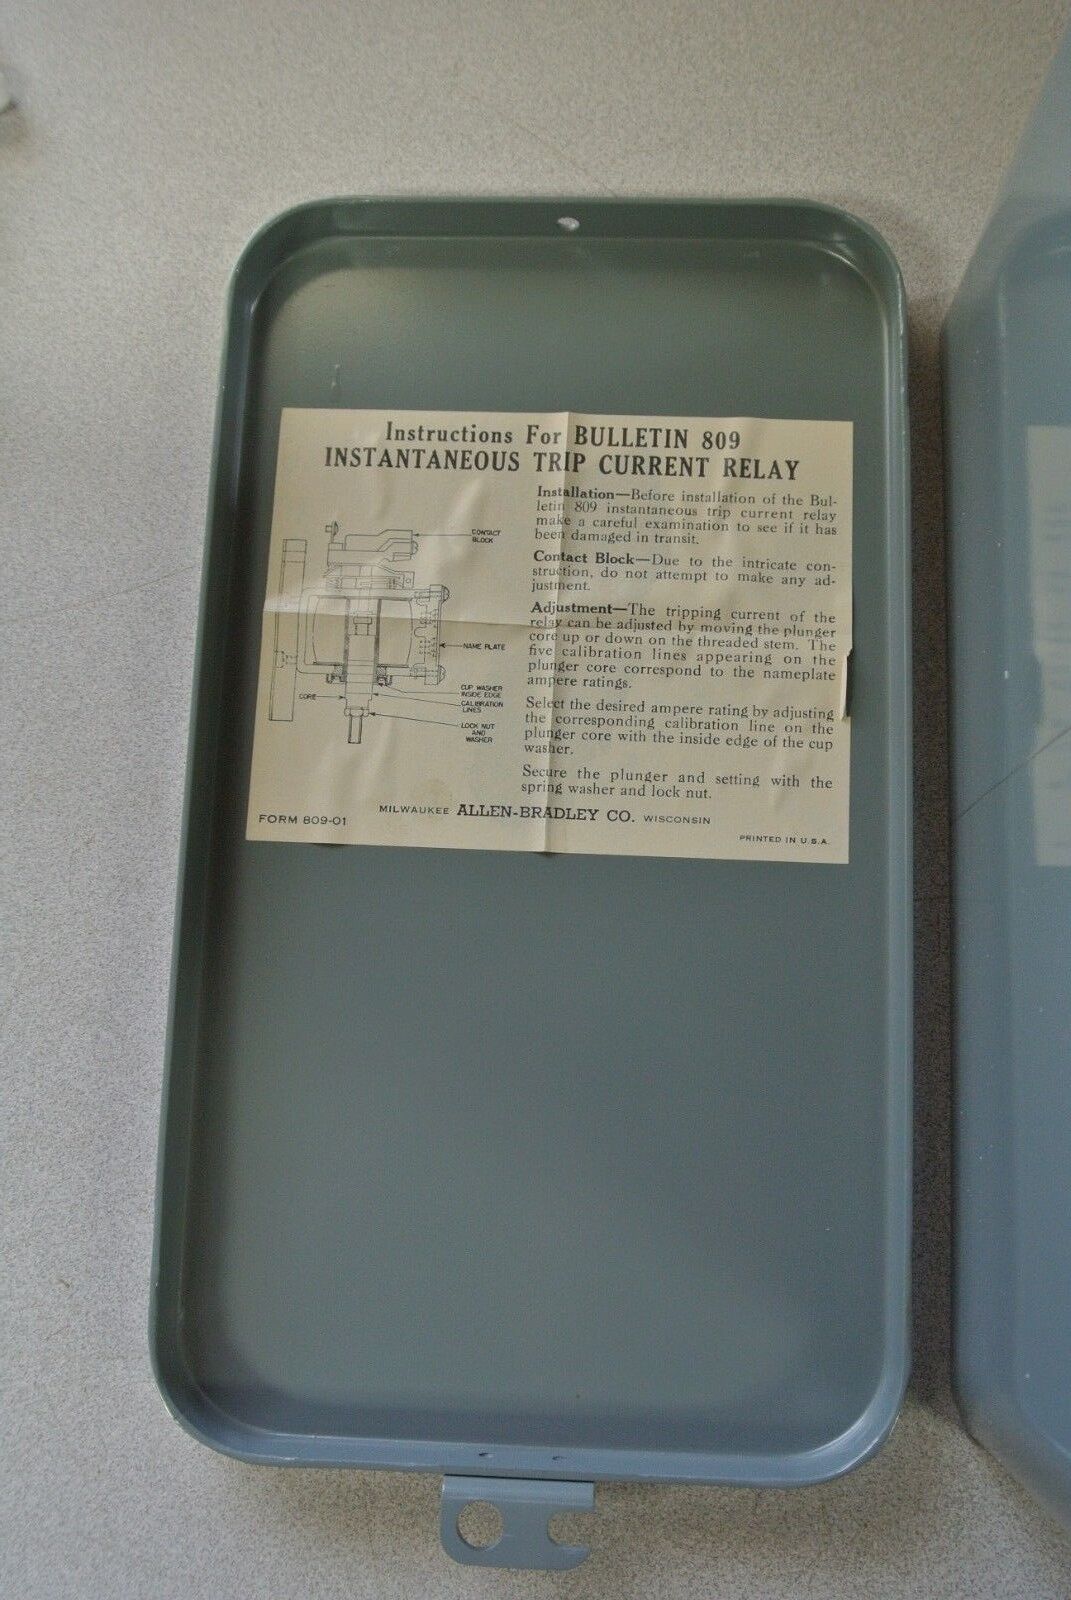 Instructions For BULLETIN 809
INSTANTANEOUS TRIP CURRENT RELAY
Installation—Before installation of the Bul-
letin 809 instantaneous trip current relay
make a careful examination to see if it has
been damaged in transit.
Contact Block—Due to the intricate con-
struction, do not attempt to make any ad-
justment.
Adjustment—The tripping current of the
relay can be adjusted by moving the plunger
core up or down on the threaded stem. The
five calibration lines appearing on the
plunger core correspond to the nameplate
ampere ratings.
Select the desired ampere rating by adjusting
the corresponding calibration line on the
plunger core with the inside edge of the cup
washer.
Secure the plunger and setting with the
spring washer and lock nut.
CONTACT
BLOCK
NAME PLATE
CUP WASHER
INSIDE EDGE
CALIBRATION
LINES
CORE
LOCK NUT
AND
WASHER
MILWAUKEE ALLEN-BRADLEY CO. WISCONSIN
FORM 809-01
PRINTED IN U.S.A.